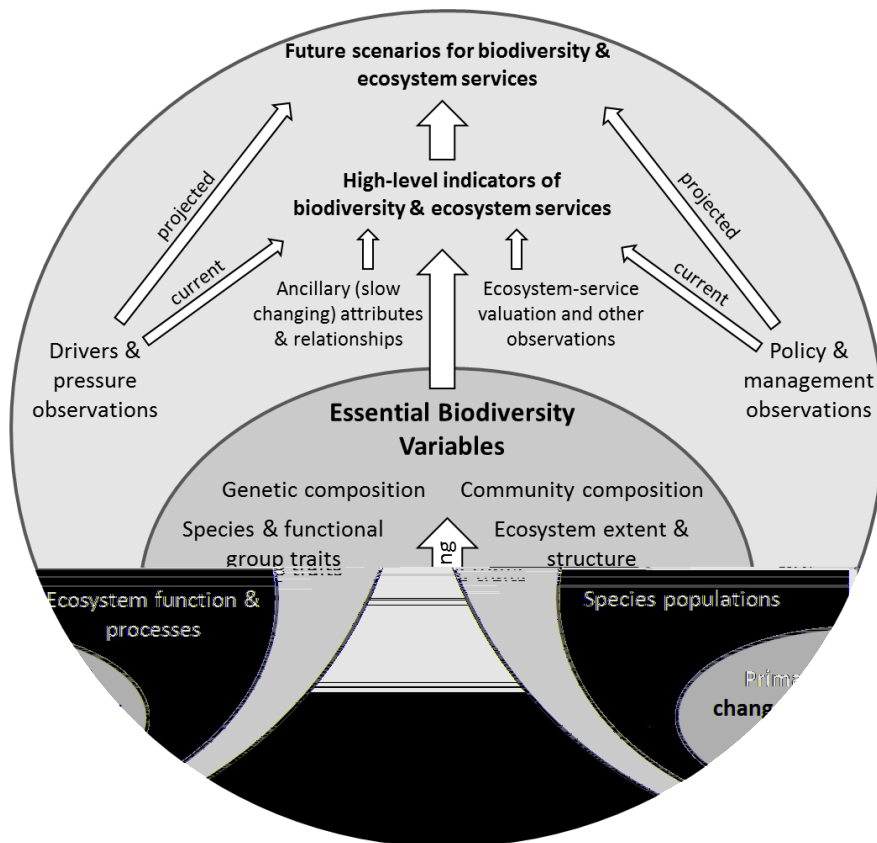 Future scenarios for biodiversity &
ecosystem services
projected
projected
High-level indicators of
biodiversity & ecosystem services
current
current
Ancillary (slow
changing) attributes
& relationships
Ecosystem-service
valuation and other
observations
Drivers &
pressure
observations
Policy &
management
observations
Essential Biodiversity
Variables
Genetic composition
Community composition
Species & functional
group traits
Ecosystem extent &
structure
Ecosystem function &
processes
Species populations